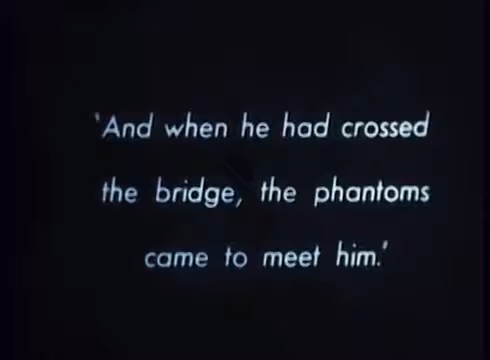 'And when he had crossed
the bridge, the phantoms
came to meet him.'